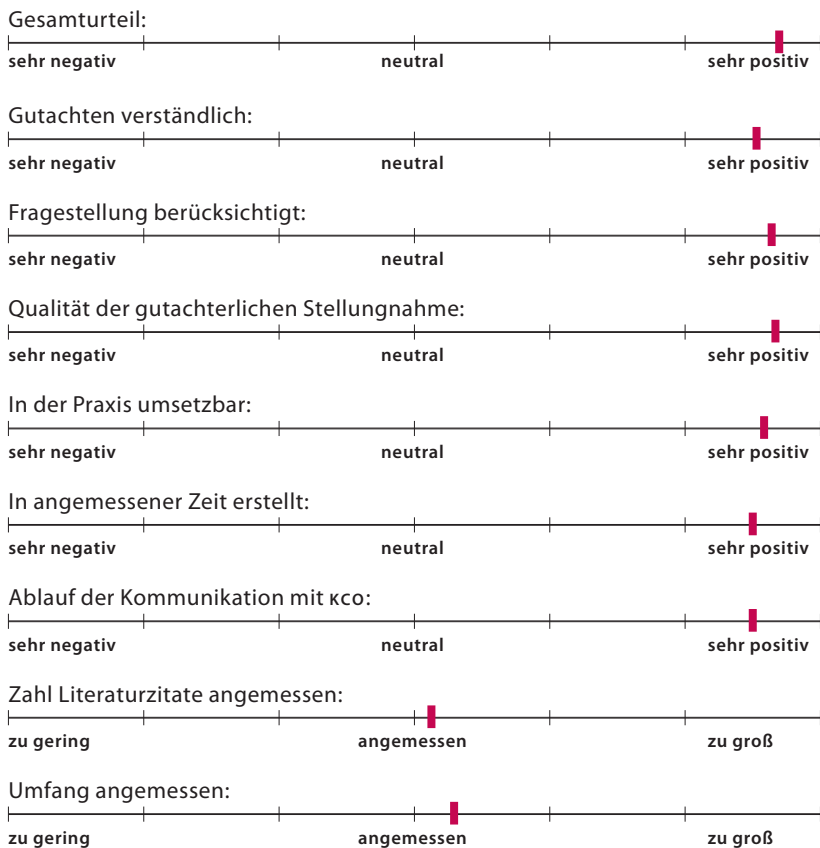 Gesamturteil:
sehr negativ neutral sehr positiv
Gutachten verständlich:
sehr negativ neutral sehr positiv
Fragestellung berücksichtigt:
sehr negativ neutral sehr positiv
Qualität der gutachterlichen Stellungnahme:
sehr negativ neutral sehr positiv
In der Praxis umsetzbar:
sehr negativ neutral sehr positiv
In angemessener Zeit erstellt:
sehr negativ neutral sehr positiv
Ablauf der Kommunikation mit KCO:
sehr negativ neutral sehr positiv
Zahl Literaturzitate angemessen:
zu gering angemessen zu groß
Umfang angemessen:
zu gering angemessen zu groß